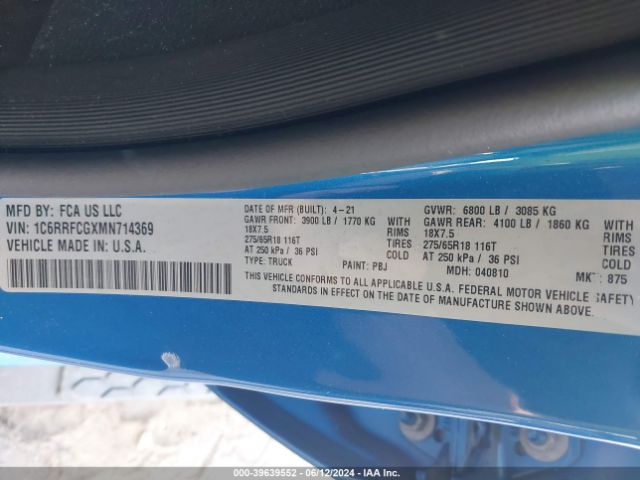 MFD BY: FCA US LLC
VIN: 1C6RRFCGXMN714369
VEHICLE MADE IN: U.S.A.
DATE OF MFR (BUILT): 4-21
GAWR FRONT: 3900 LB / 1770 KG WITH
18X7.5 RIMS
275/65R18 116T TIRES
AT 250 kPa / 36 PSI COLD
TYPE: TRUCK PAINT: PBJ
GVWR: 6800 LB / 3085 KG
GAWR REAR: 4100 LB / 1860 KG WITH
18X7.5 RIMS
275/65R18 116T TIRES
AT 250 kPa / 36 PSI COLD
MDH: 040810 MKT: 875
THIS VEHICLE CONFORMS TO ALL APPLICABLE U.S.A. FEDERAL MOTOR VEHICLE SAFETY
STANDARDS IN EFFECT ON THE DATE OF MANUFACTURE SHOWN ABOVE.
000-39639552 - 06/12/2024 - IAA Inc.